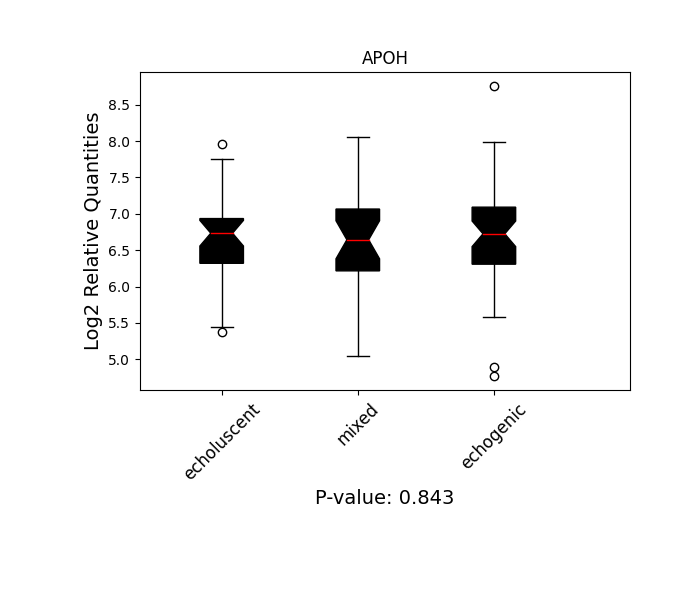 APOH
Log2 Relative Quantities
8.5
8.0
7.5
7.0
6.5
6.0
5.5
5.0
echoluscent
mixed
echogenic
P-value: 0.843